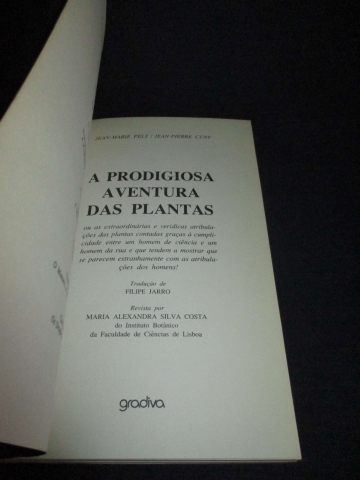 JEAN-MARIE PELT / JEAN-PIERRE CUNY
A PRODIGIOSA
AVENTURA
DAS PLANTAS
ou as extraordinárias e verídicas atribula-
ções das plantas contadas graças à cumpli-
cidade entre um homem de ciência e um
homem da rua e que tendem a mostrar que
se parecem estranhamente com as atribula-
ções dos homens!
Tradução de
FILIPE JARRO
Revista por
MARIA ALEXANDRA SILVA COSTA
do Instituto Botânico
da Faculdade de Ciências de Lisboa
gradiva